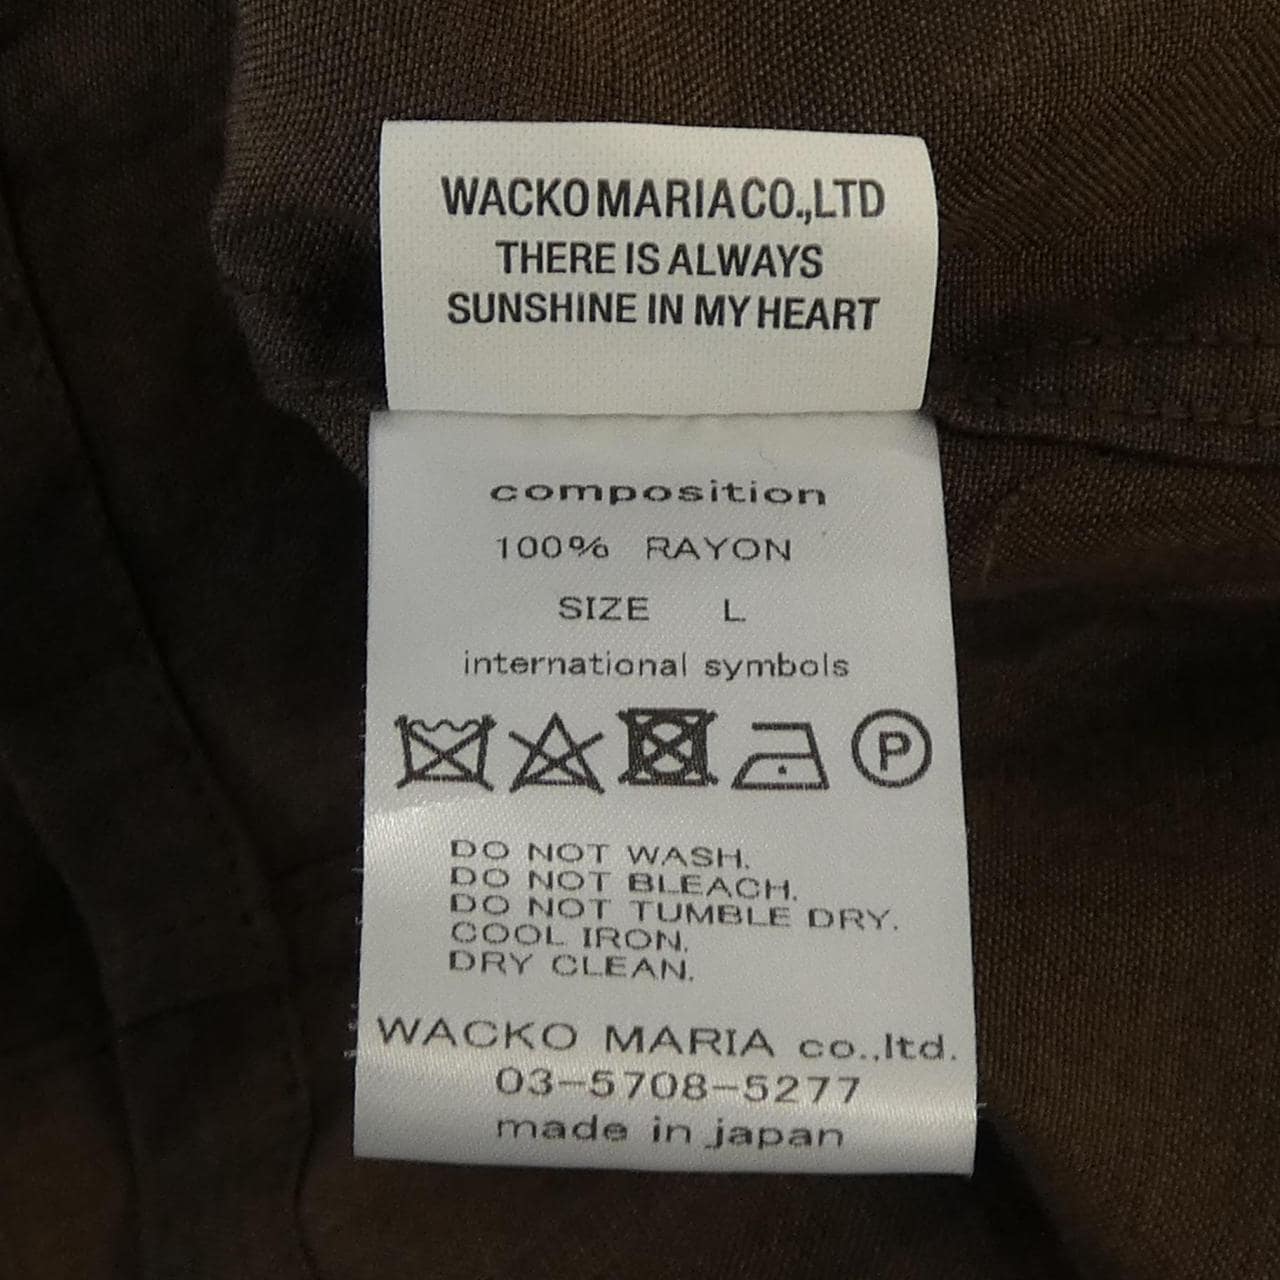 WACKO MARIA CO.,LTD
THERE IS ALWAYS
SUNSHINE IN MY HEART
composition
100% RAYON
SIZE L
international symbols
P
DO NOT WASH.
DO NOT BLEACH.
DO NOT TUMBLE DRY.
COOL IRON.
DRY CLEAN.
WACKO MARIA co.,ltd.
03-5708-5277
made in japan